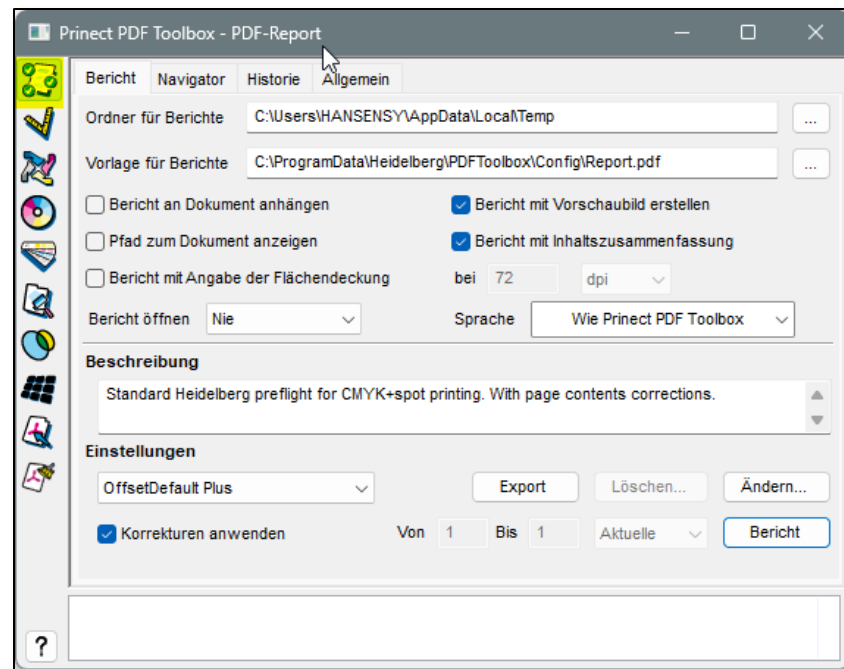 Prinect PDF Toolbox - PDF-Report
Bericht Navigator Historie Allgemein
Ordner für Berichte C:\Users\HANSENSY\AppData\Local\Temp ...
Vorlage für Berichte C:\ProgramData\Heidelberg\PDFToolbox\Config\Report.pdf ...
Bericht an Dokument anhängen Bericht mit Vorschaubild erstellen
Pfad zum Dokument anzeigen Bericht mit Inhaltszusammenfassung
Bericht mit Angabe der Flächendeckung bei 72 dpi
Bericht öffnen Nie Sprache Wie Prinect PDF Toolbox
Beschreibung
Standard Heidelberg preflight for CMYK+spot printing. With page contents corrections.
Einstellungen
OffsetDefault Plus Export Löschen... Ändern...
Korrekturen anwenden Von 1 Bis 1 Aktuelle Bericht
?